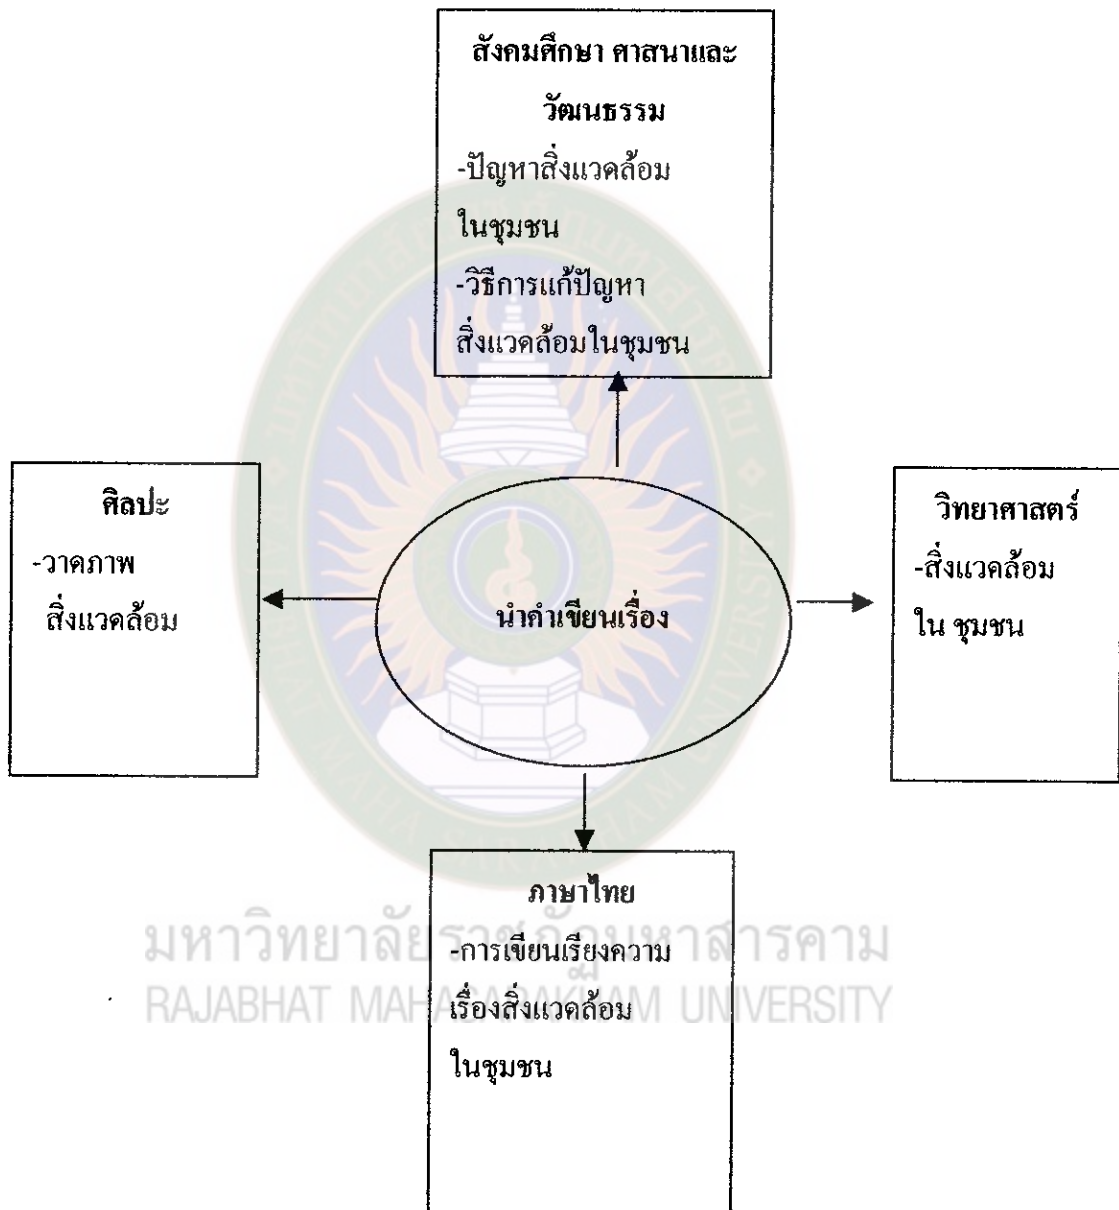 สังคมศึกษา ศาสนาและ
วัฒนธรรม
-ปัญหาสิ่งแวดล้อม
ในชุมชน
-วิธีการแก้ปัญหา
สิ่งแวดล้อมในชุมชน
ศิลปะ
-วาดภาพ
สิ่งแวดล้อม
นำคำเขียนเรื่อง
วิทยาศาสตร์
-สิ่งแวดล้อม
ใน ชุมชน
ภาษาไทย
-การเขียนเรียงความ
เรื่องสิ่งแวดล้อม
ในชุมชน
มหาวิทยาลัยราชภัฏมหาสารคาม
RAJABHAT MAHASARAKHAM UNIVERSITY